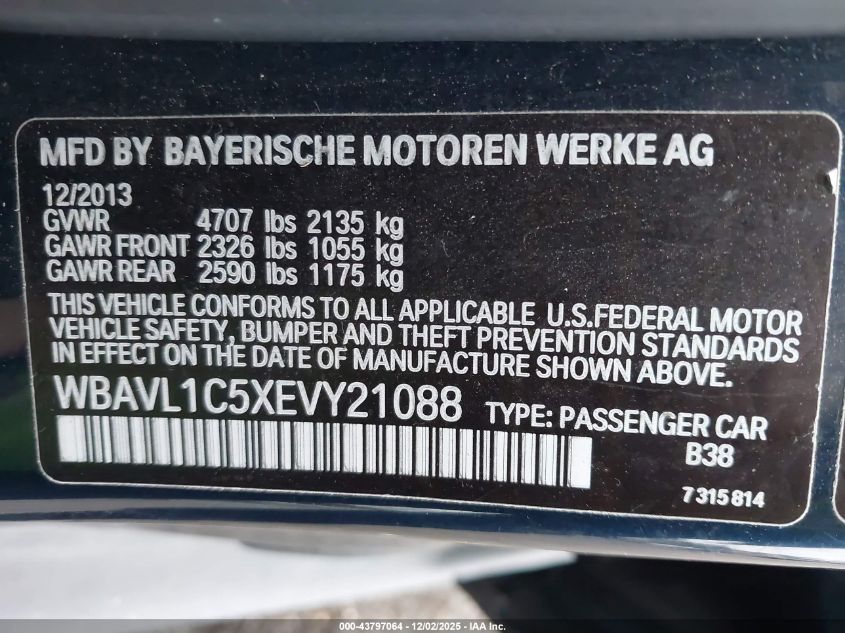 MFD BY BAYERISCHE MOTOREN WERKE AG
12/2013
GVWR 4707 lbs 2135 kg
GAWR FRONT 2326 lbs 1055 kg
GAWR REAR 2590 lbs 1175 kg
THIS VEHICLE CONFORMS TO ALL APPLICABLE U.S.FEDERAL MOTOR
VEHICLE SAFETY, BUMPER AND THEFT PREVENTION STANDARDS
IN EFFECT ON THE DATE OF MANUFACTURE SHOWN ABOVE.
WBAVL1C5XEVY21088 TYPE: PASSENGER CAR
B38
7315814
000-43797064 - 12/02/2025 - IAA Inc.